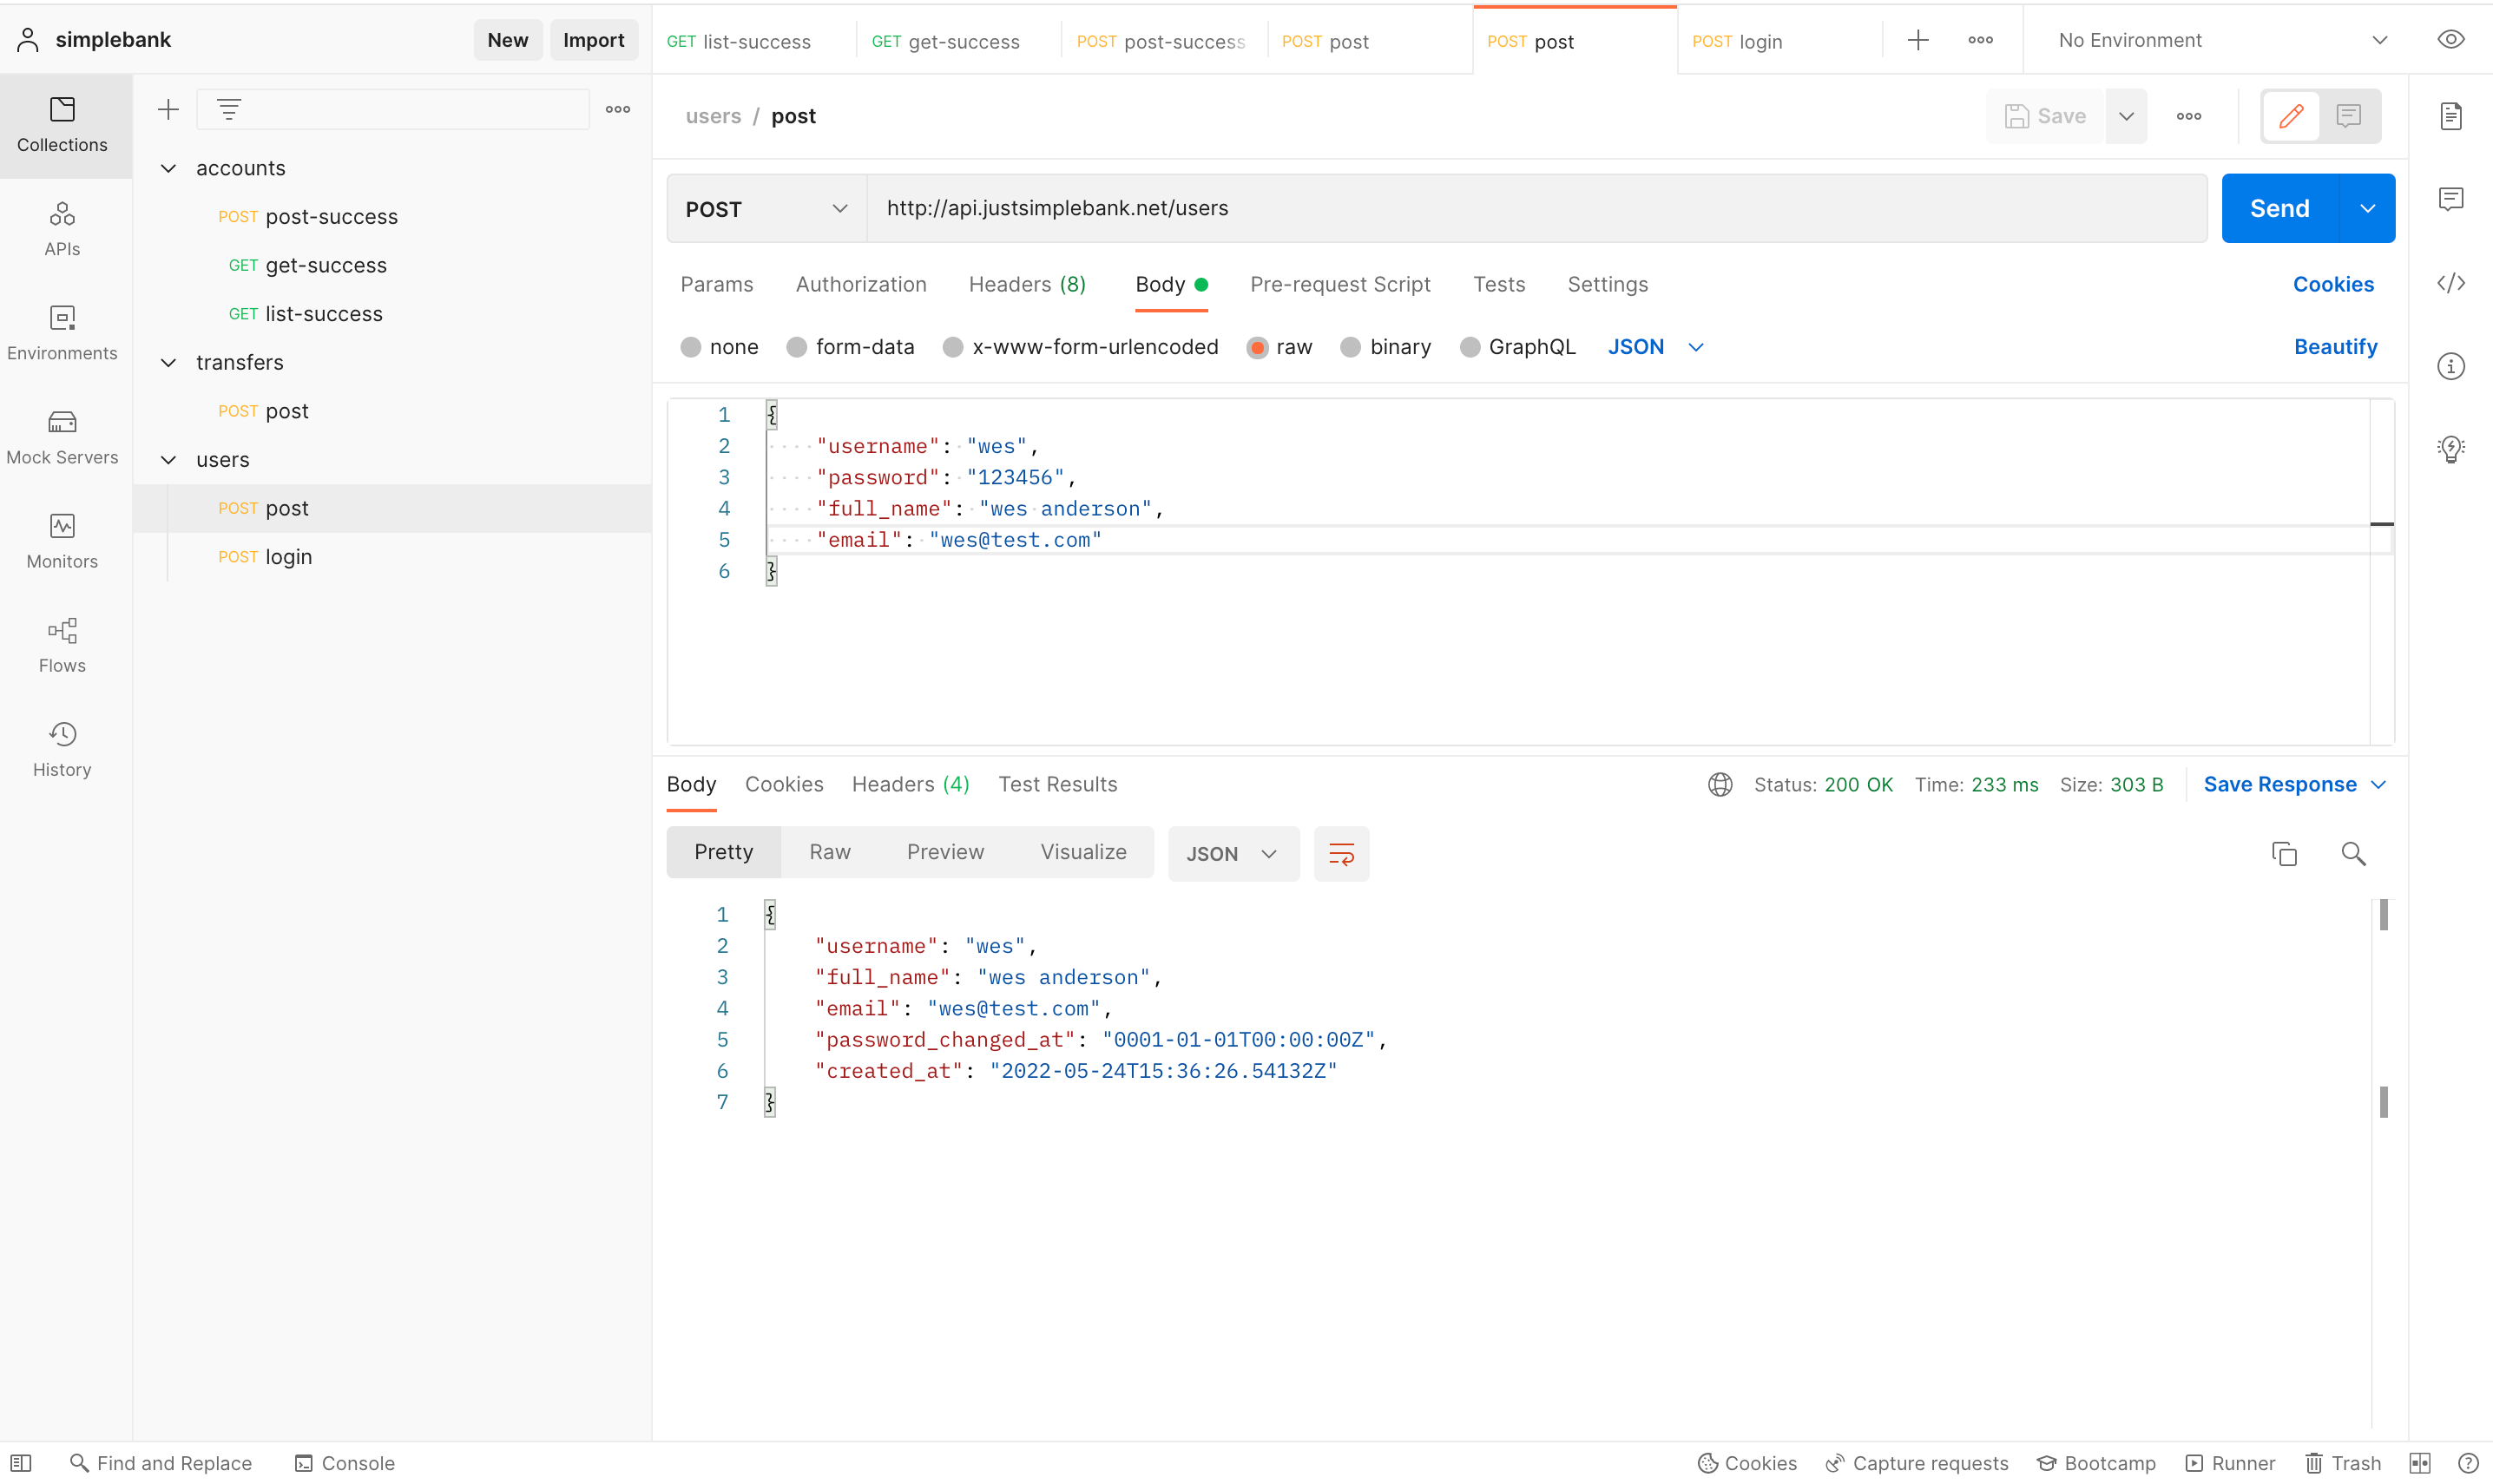 simplebank
New
Import
GET list-success
GET get-success
POST post-success
POST post
POST post
POST login
No Environment
Collections
APIs
Environments
Mock Servers
Monitors
Flows
History
accounts
POST post-success
GET get-success
GET list-success
transfers
POST post
users
POST post
POST login
users / post
Save
POST
http://api.justsimplebank.net/users
Send
Params Authorization Headers (8) Body Pre-request Script Tests Settings Cookies
none form-data x-www-form-urlencoded raw binary GraphQL JSON Beautify
1 {
2 "username": "wes",
3 "password": "123456",
4 "full_name": "wes anderson",
5 "email": "wes@test.com"
6 }
Body Cookies Headers (4) Test Results Status: 200 OK Time: 233 ms Size: 303 B Save Response
Pretty Raw Preview Visualize JSON
1 {
2 "username": "wes",
3 "full_name": "wes anderson",
4 "email": "wes@test.com",
5 "password_changed_at": "0001-01-01T00:00:00Z",
6 "created_at": "2022-05-24T15:36:26.54132Z"
7 }
Find and Replace Console Cookies Capture requests Bootcamp Runner Trash